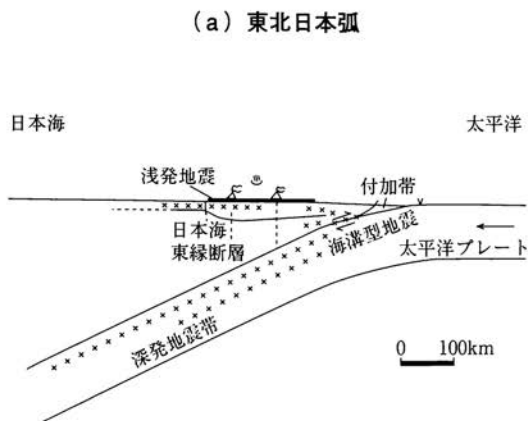 (a) 東北日本弧
日本海
太平洋
浅発地震
付加帯
日本海
東縁断層
海溝型地震
太平洋プレート
深発地震帯
0 100km